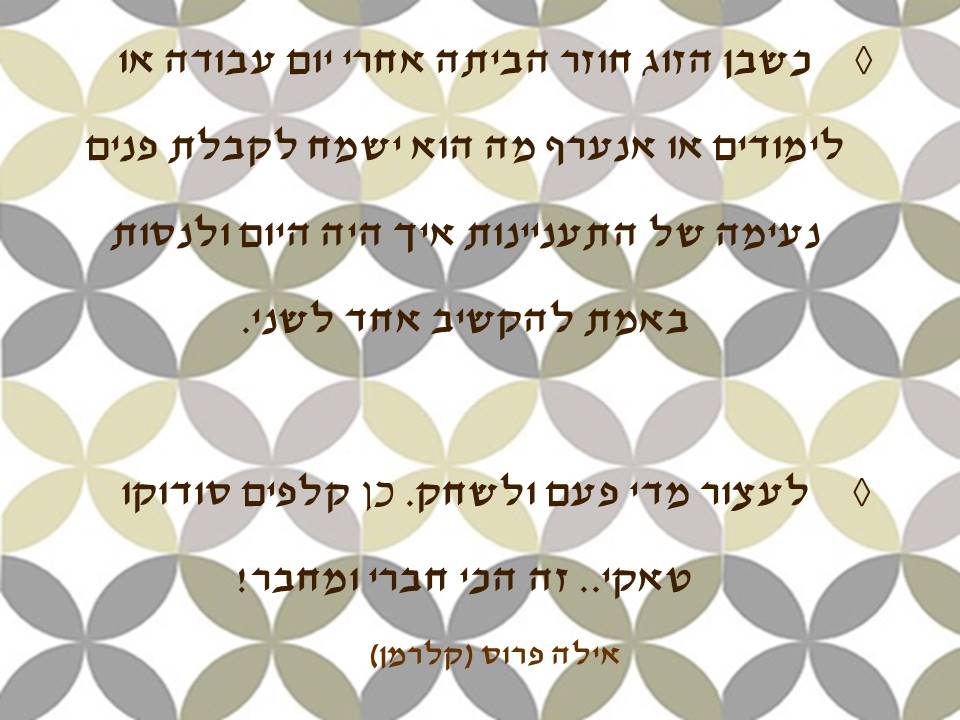 ◊ כשבן הזוג חוזר הביתה אחרי יום עבודה או
לימודים או אנערף מה הוא ישמח לקבלת פנים
נעימה של התעניינות איך היה היום ולנסות
באמת להקשיב אחד לשני.
◊ לעצור מדי פעם ולשחק. כן קלפים סודוקו
טאקי.. זה הכי חברי ומחבר!
אילה פרוס (קלרמן)